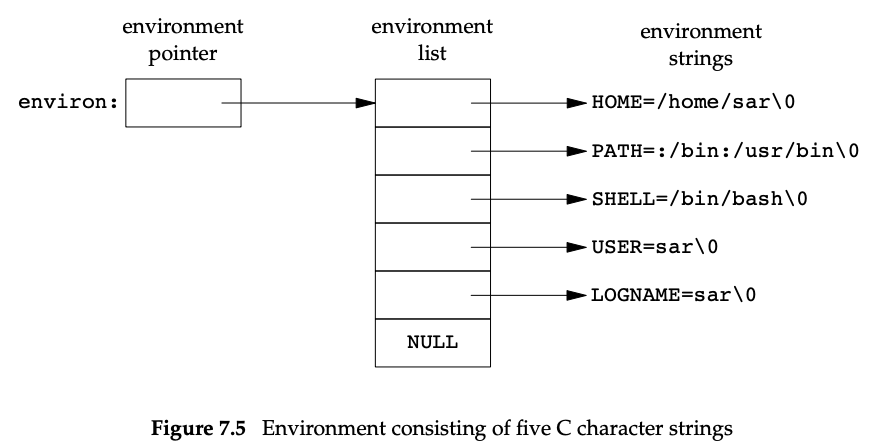 environment pointer
environment list
environment strings
environ:
HOME=/home/sar\0
PATH=:/bin:/usr/bin\0
SHELL=/bin/bash\0
USER=sar\0
LOGNAME=sar\0
NULL
Figure 7.5 Environment consisting of five C character strings